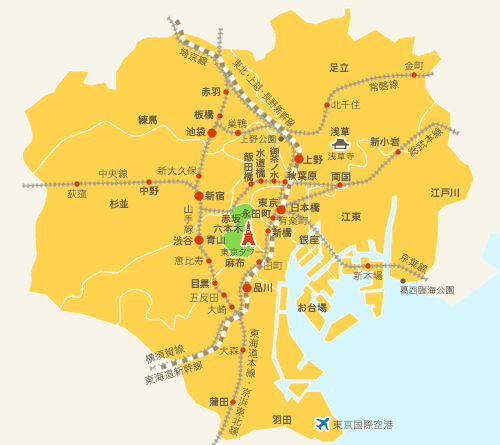 埼京線
東北・上越・長野新幹線
足立
金町
常磐線
赤羽
北千住
板橋
練馬
巣鴨
池袋
上野公園
浅草
浅草寺
新小岩
総武本線
御茶ノ水
水道橋
飯田橋
上野
中央線
新大久保
秋葉原
両国
荻窪
中野
新宿
杉並
江戸川
山手線
赤坂
永田町
東京
日本橋
有楽町
江東
六本木
新橋
銀座
渋谷
青山
東京タワー
恵比寿
麻布
田町
京葉線
新木場
葛西臨海公園
目黒
品川
五反田
大崎
お台場
横須賀線
東海道新幹線
大森
東海道本線・京浜東北線
蒲田
羽田
東京国際空港